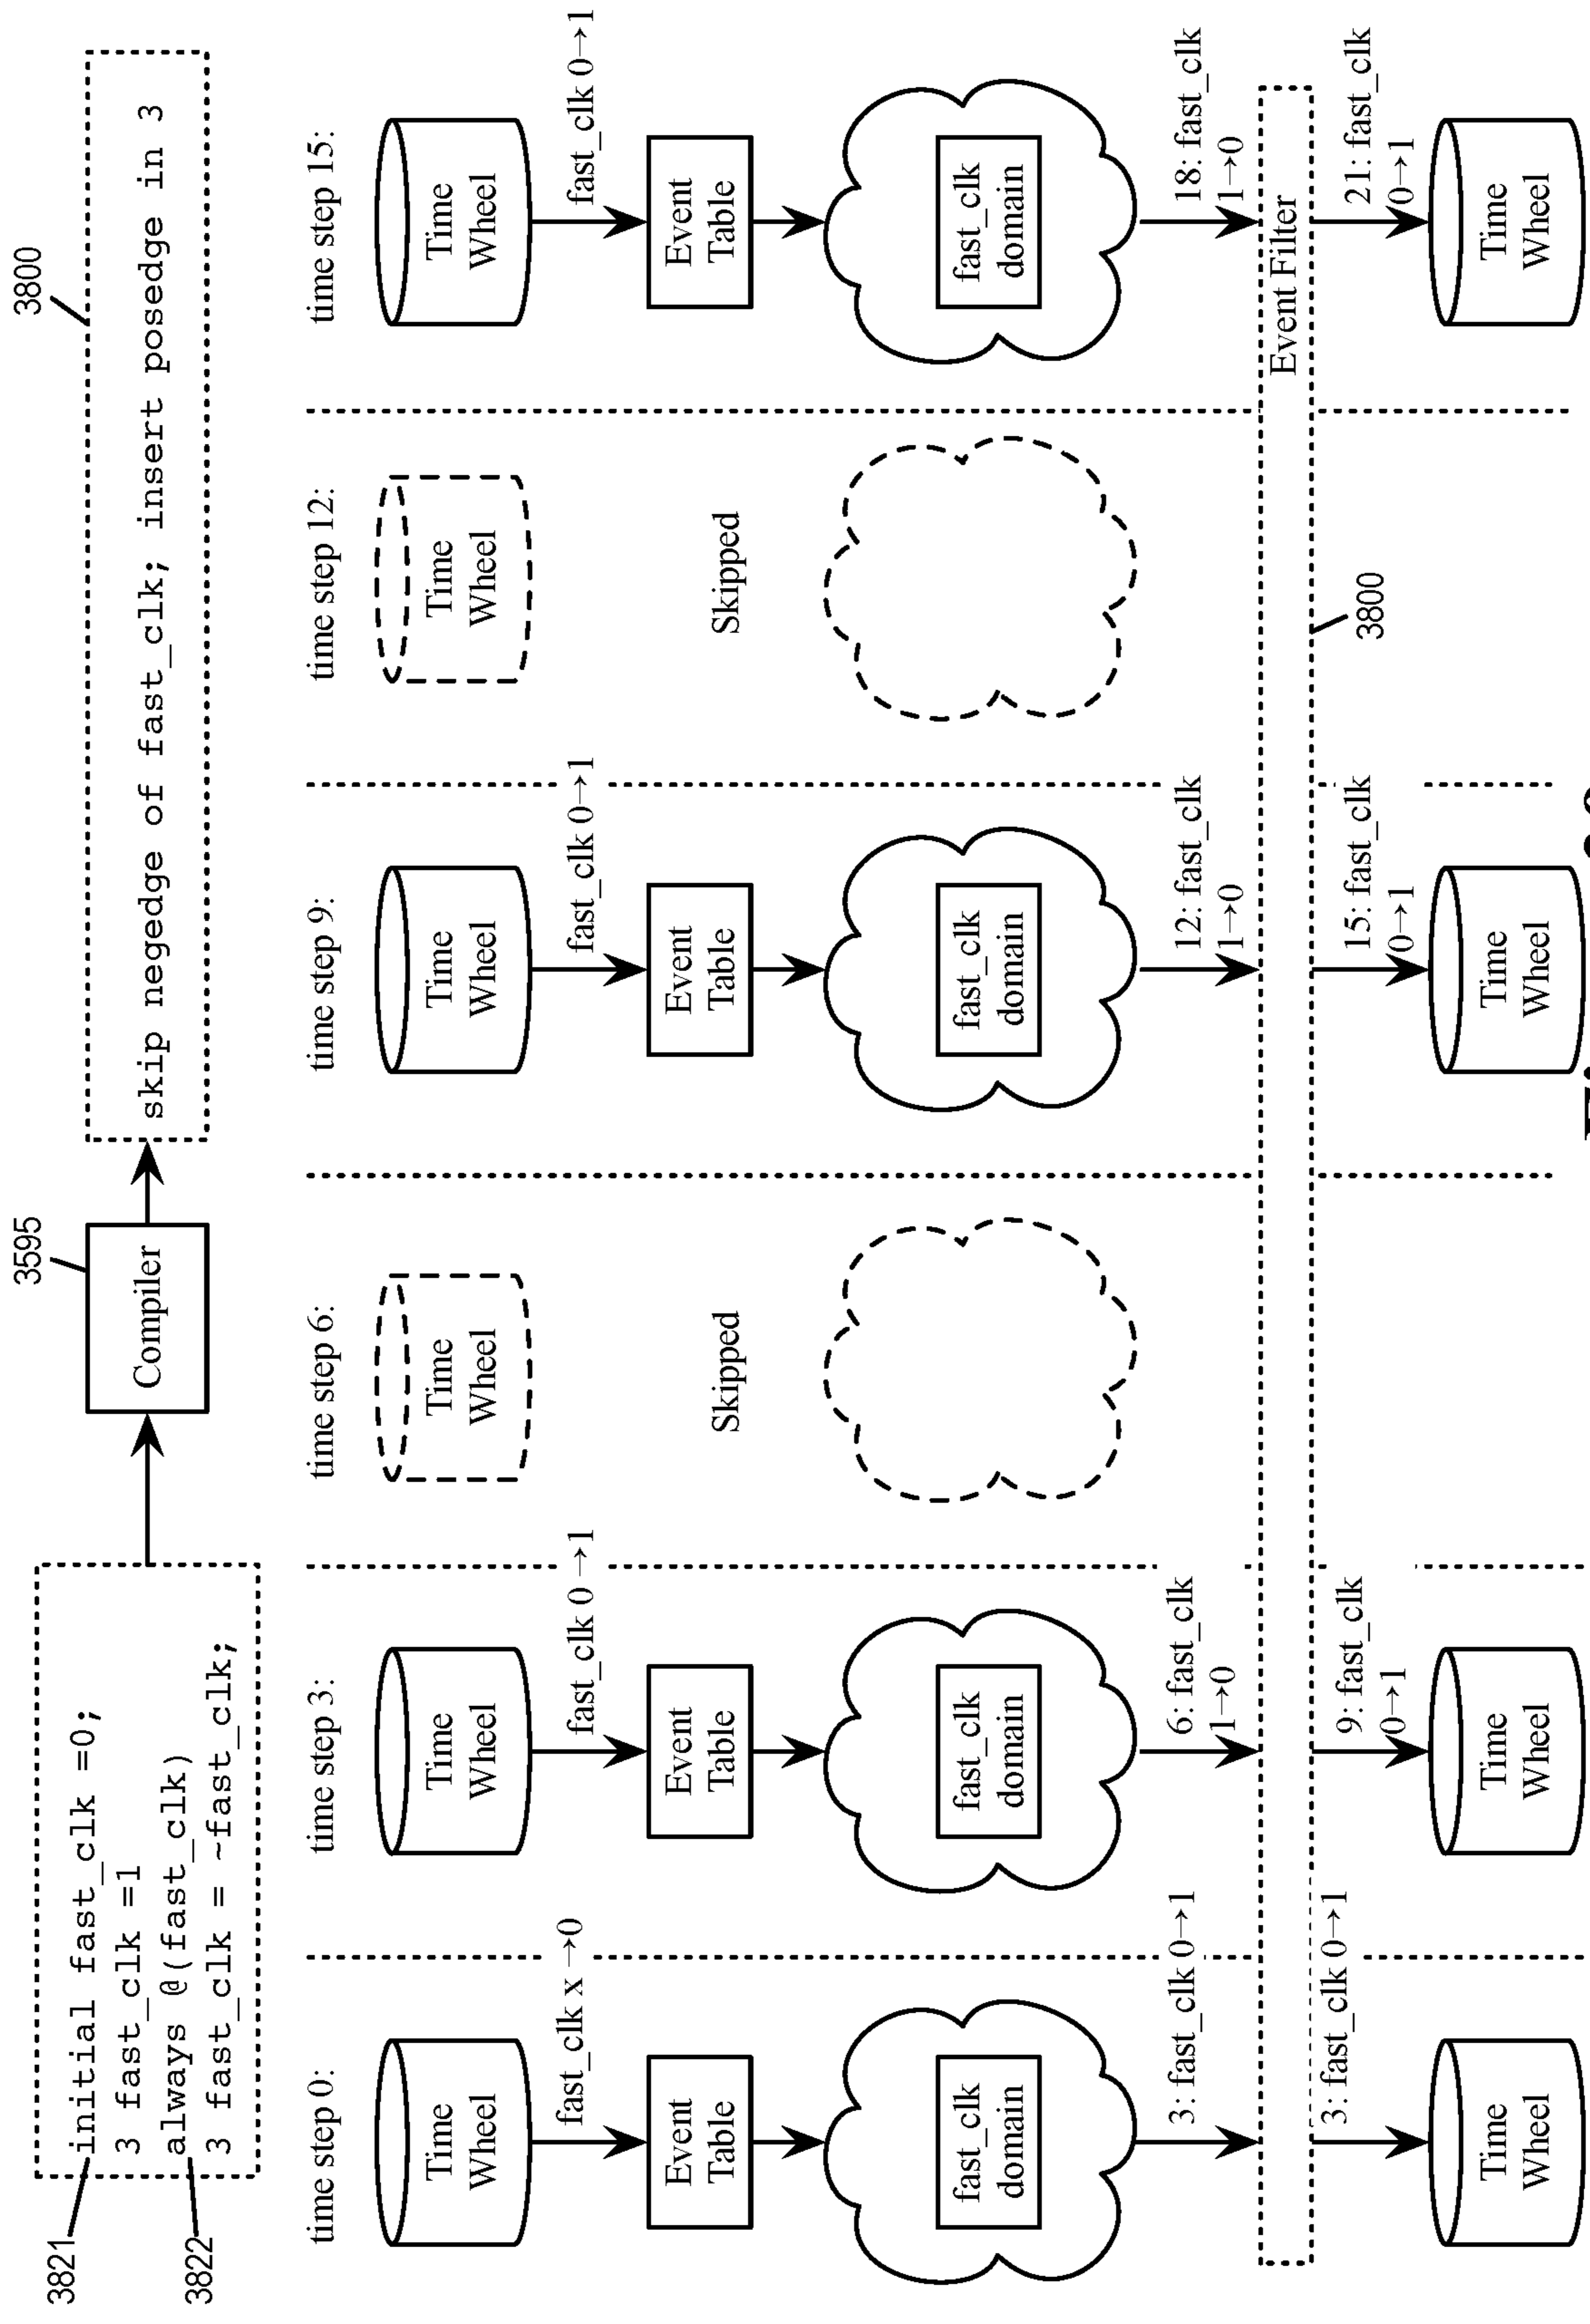 3821
initial fast_clk =0;
3 fast_clk =1
3822
always @(fast_clk)
3 fast_clk = ~fast_clk;
3595
Compiler
3800
skip negedge of fast_clk; insert posedge in 3
time step 0:
Time
Wheel
fast_clk x→0
Event
Table
fast_clk
domain
3: fast_clk 0→1
3: fast_clk 0→1
Time
Wheel
time step 3:
Time
Wheel
fast_clk 0→1
Event
Table
fast_clk
domain
6: fast_clk
1→0
9: fast_clk
0→1
Time
Wheel
time step 6:
Time
Wheel
Skipped
time step 9:
Time
Wheel
fast_clk 0→1
Event
Table
fast_clk
domain
12: fast_clk
1→0
15: fast_clk
0→1
Time
Wheel
time step 12:
Time
Wheel
Skipped
3800
time step 15:
Time
Wheel
fast_clk 0→1
Event
Table
fast_clk
domain
18: fast_clk
1→0
Event Filter
21: fast_clk
0→1
Time
Wheel